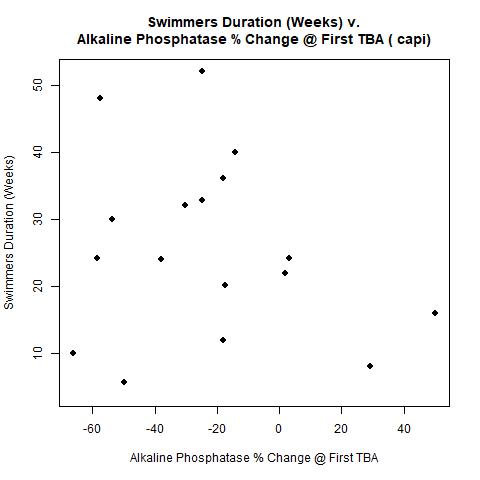 Swimmers Duration (Weeks) v.
Alkaline Phosphatase % Change @ First TBA ( capi)
Swimmers Duration (Weeks)
50
40
30
20
10
-60 -40 -20 0 20 40
Alkaline Phosphatase % Change @ First TBA